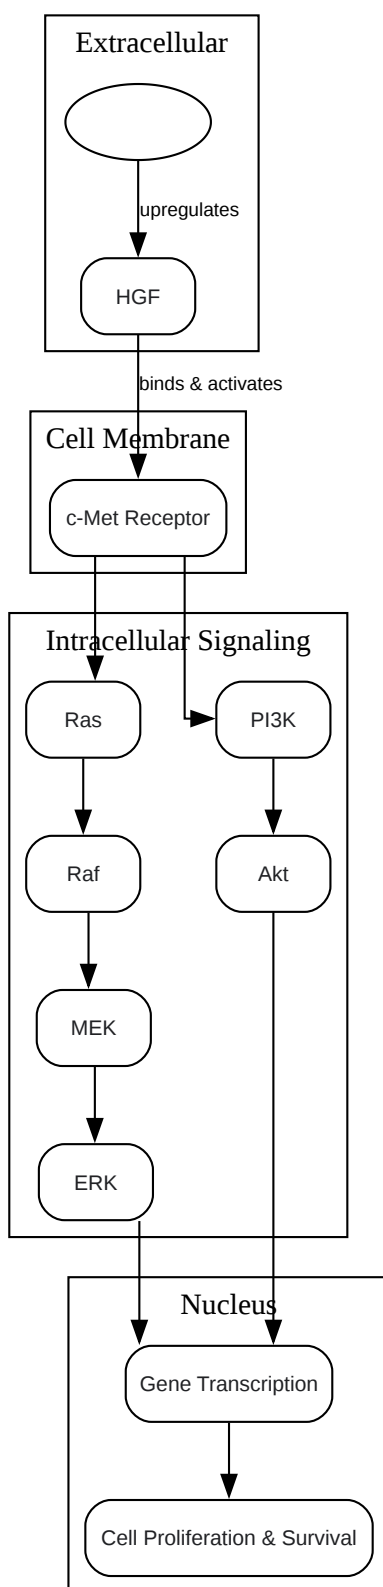 Extracellular
upregulates
HGF
binds & activates
Cell Membrane
c-Met Receptor
Intracellular Signaling
Ras
PI3K
Raf
Akt
MEK
ERK
Nucleus
Gene Transcription
Cell Proliferation & Survival